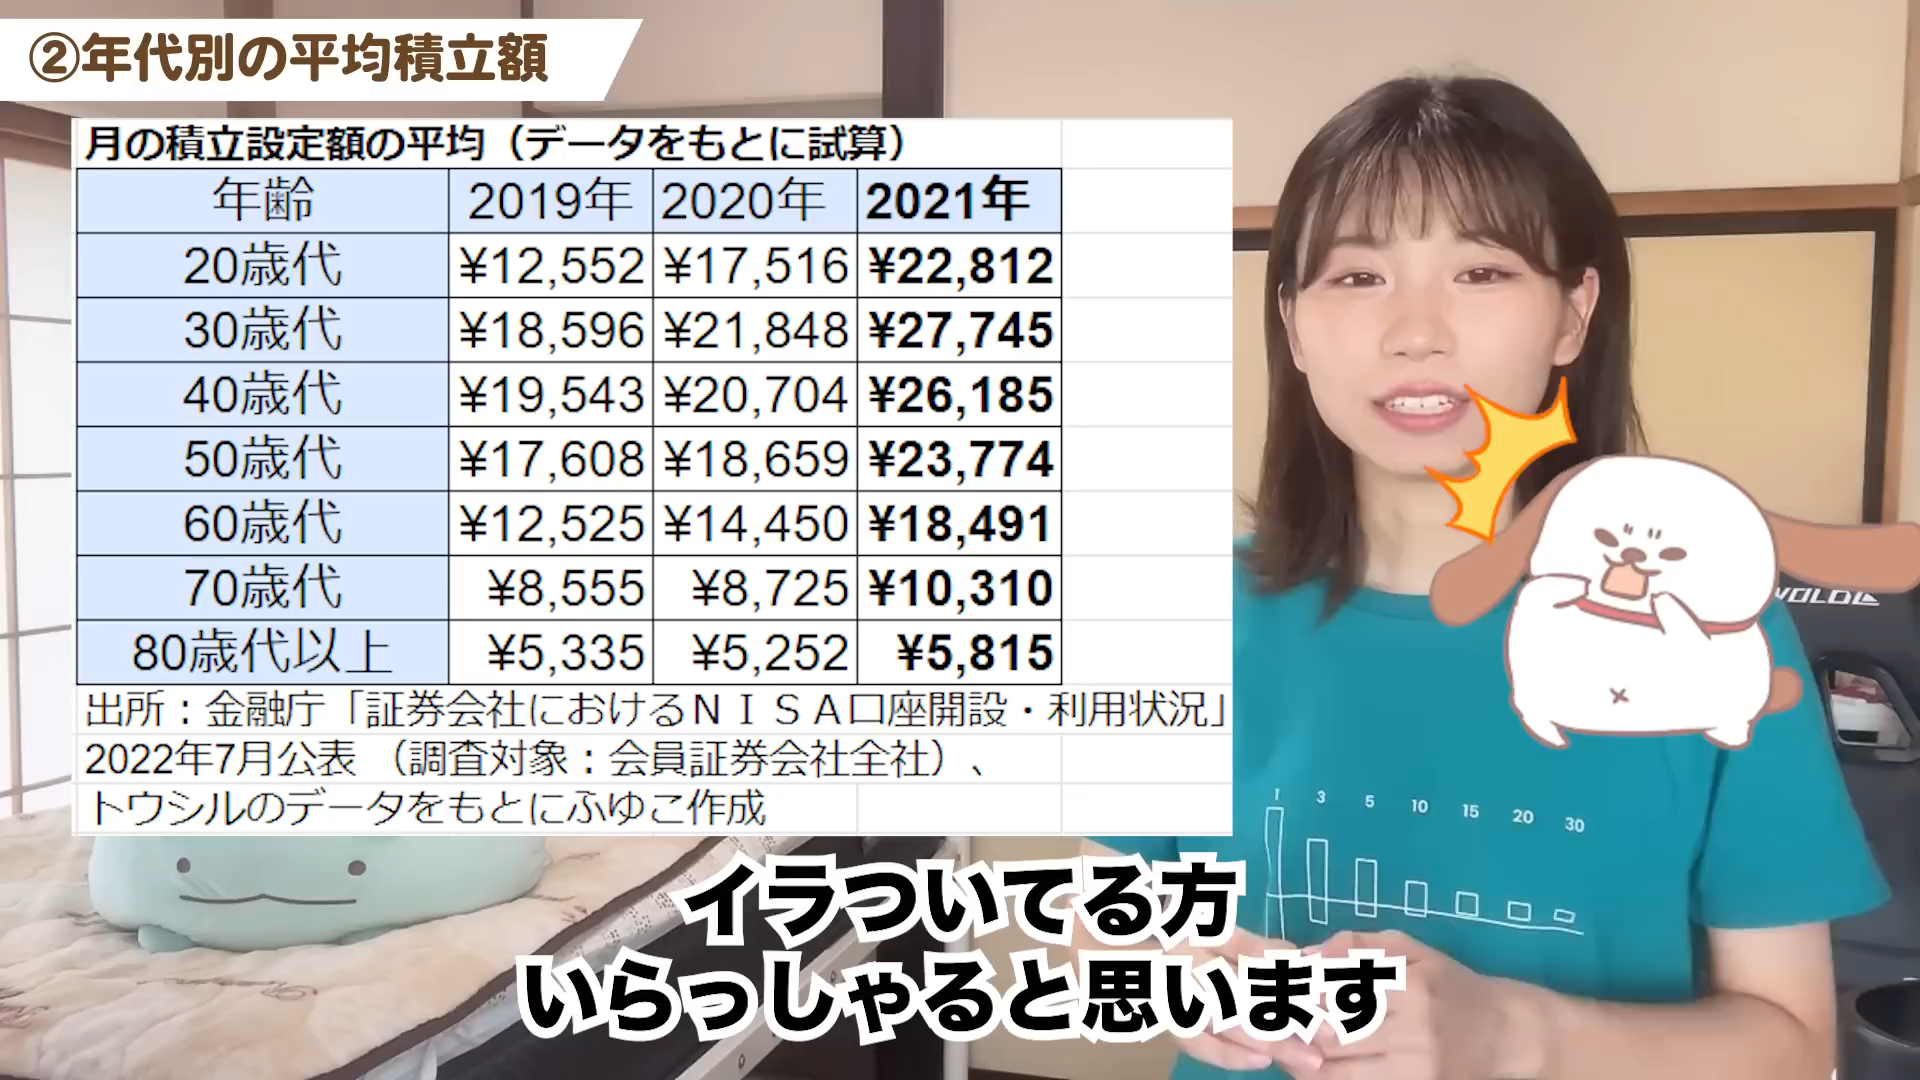 ②年代別の平均積立額
月の積立設定額の平均（データをもとに試算）
年齢 2019年 2020年 2021年
20歳代 ¥12,552 ¥17,516 ¥22,812
30歳代 ¥18,596 ¥21,848 ¥27,745
40歳代 ¥19,543 ¥20,704 ¥26,185
50歳代 ¥17,608 ¥18,659 ¥23,774
60歳代 ¥12,525 ¥14,450 ¥18,491
70歳代 ¥8,555 ¥8,725 ¥10,310
80歳代以上 ¥5,335 ¥5,252 ¥5,815
出所：金融庁「証券会社におけるＮＩＳＡ口座開設・利用状況」
2022年7月公表 （調査対象：会員証券会社全社）、
トウシルのデータをもとにふゆこ作成
1 3 5 10 15 20 30
イラついてる方
いらっしゃると思います